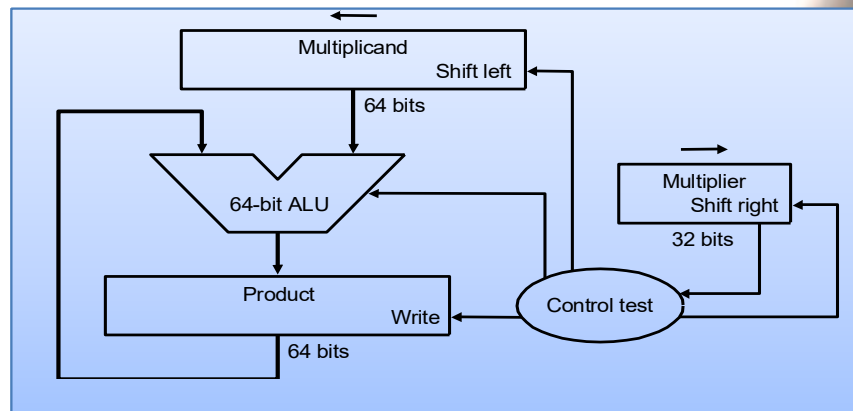 Multiplicand
Shift left
64 bits
64-bit ALU
Multiplier
Shift right
32 bits
Product
Write
Control test
64 bits